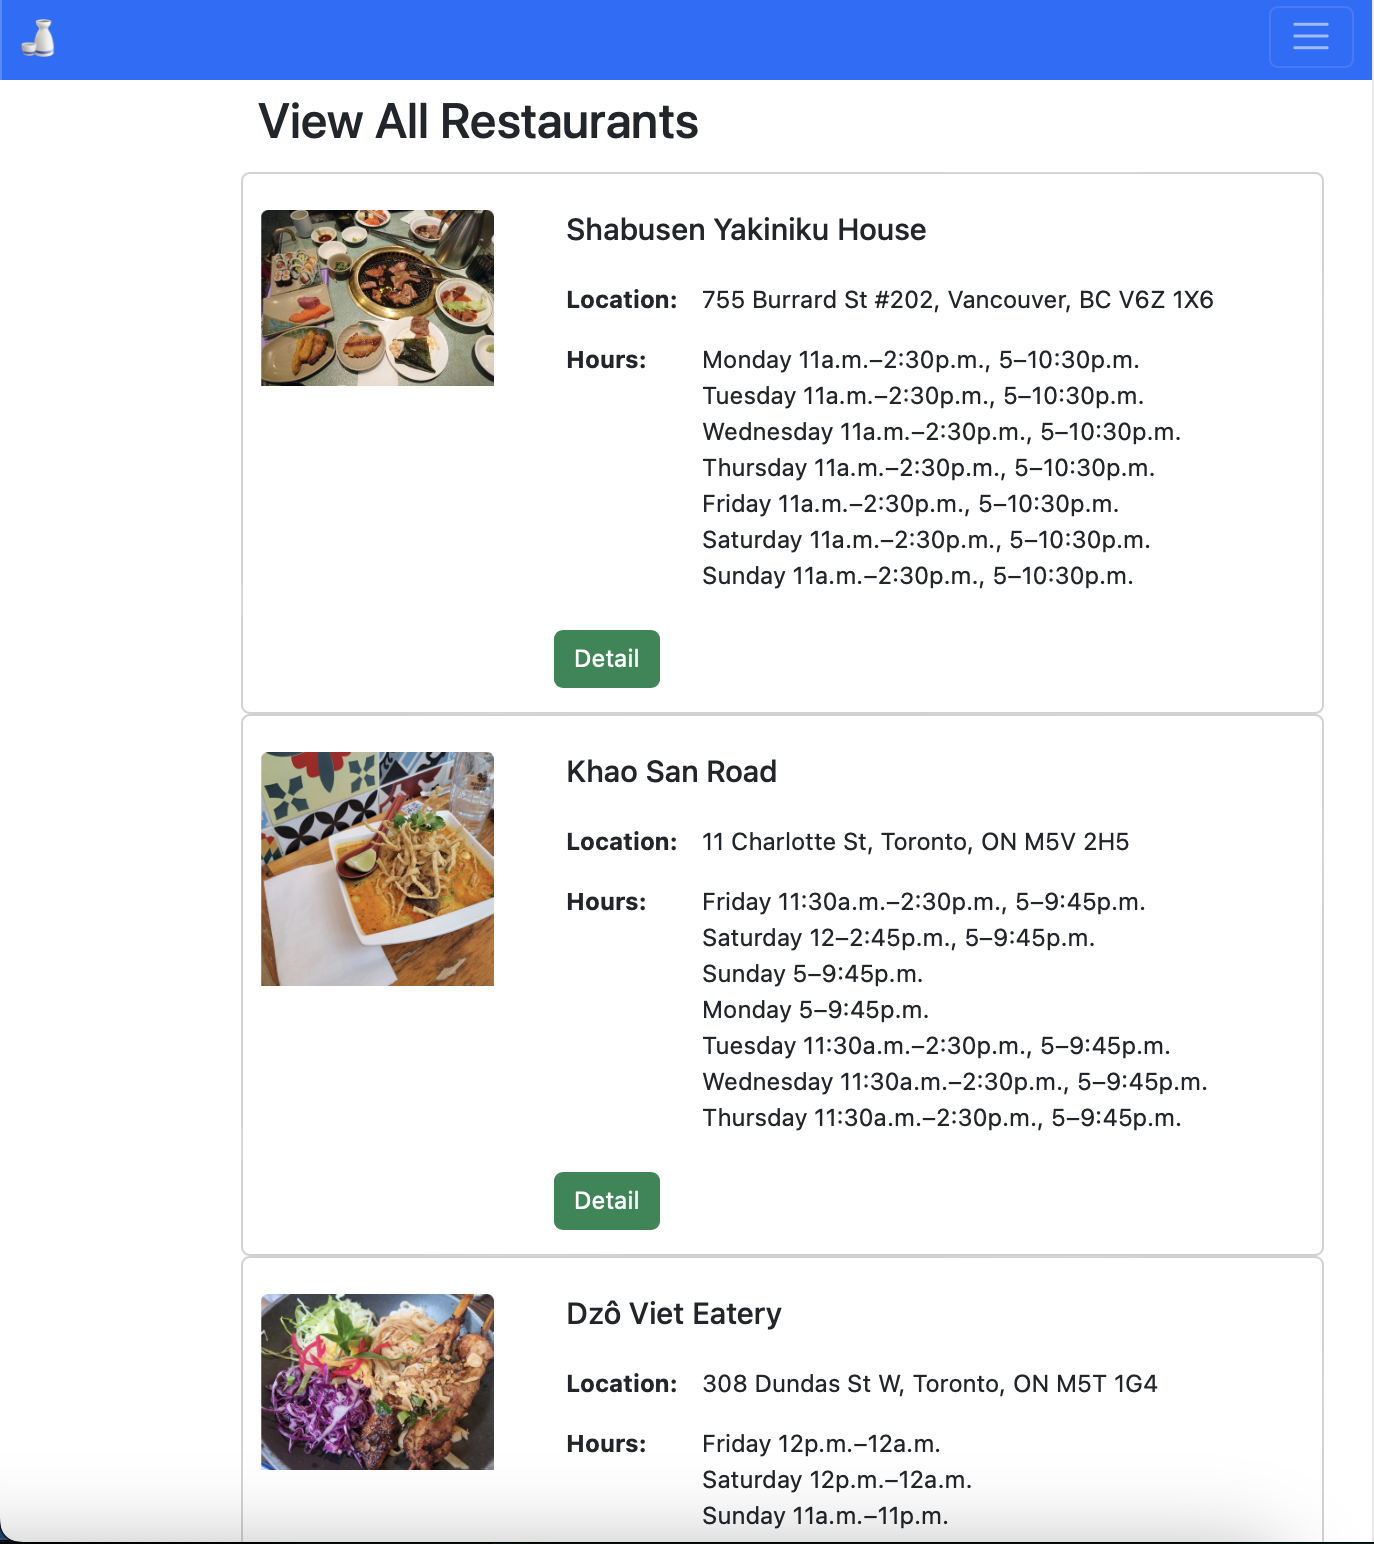 View All Restaurants
Shabusen Yakiniku House
Location: 755 Burrard St #202, Vancouver, BC V6Z 1X6
Hours: Monday 11a.m.–2:30p.m., 5–10:30p.m.
Tuesday 11a.m.–2:30p.m., 5–10:30p.m.
Wednesday 11a.m.–2:30p.m., 5–10:30p.m.
Thursday 11a.m.–2:30p.m., 5–10:30p.m.
Friday 11a.m.–2:30p.m., 5–10:30p.m.
Saturday 11a.m.–2:30p.m., 5–10:30p.m.
Sunday 11a.m.–2:30p.m., 5–10:30p.m.
Detail
Khao San Road
Location: 11 Charlotte St, Toronto, ON M5V 2H5
Hours: Friday 11:30a.m.–2:30p.m., 5–9:45p.m.
Saturday 12–2:45p.m., 5–9:45p.m.
Sunday 5–9:45p.m.
Monday 5–9:45p.m.
Tuesday 11:30a.m.–2:30p.m., 5–9:45p.m.
Wednesday 11:30a.m.–2:30p.m., 5–9:45p.m.
Thursday 11:30a.m.–2:30p.m., 5–9:45p.m.
Detail
Dzô Viet Eatery
Location: 308 Dundas St W, Toronto, ON M5T 1G4
Hours: Friday 12p.m.–12a.m.
Saturday 12p.m.–12a.m.
Sunday 11a.m.–11p.m.